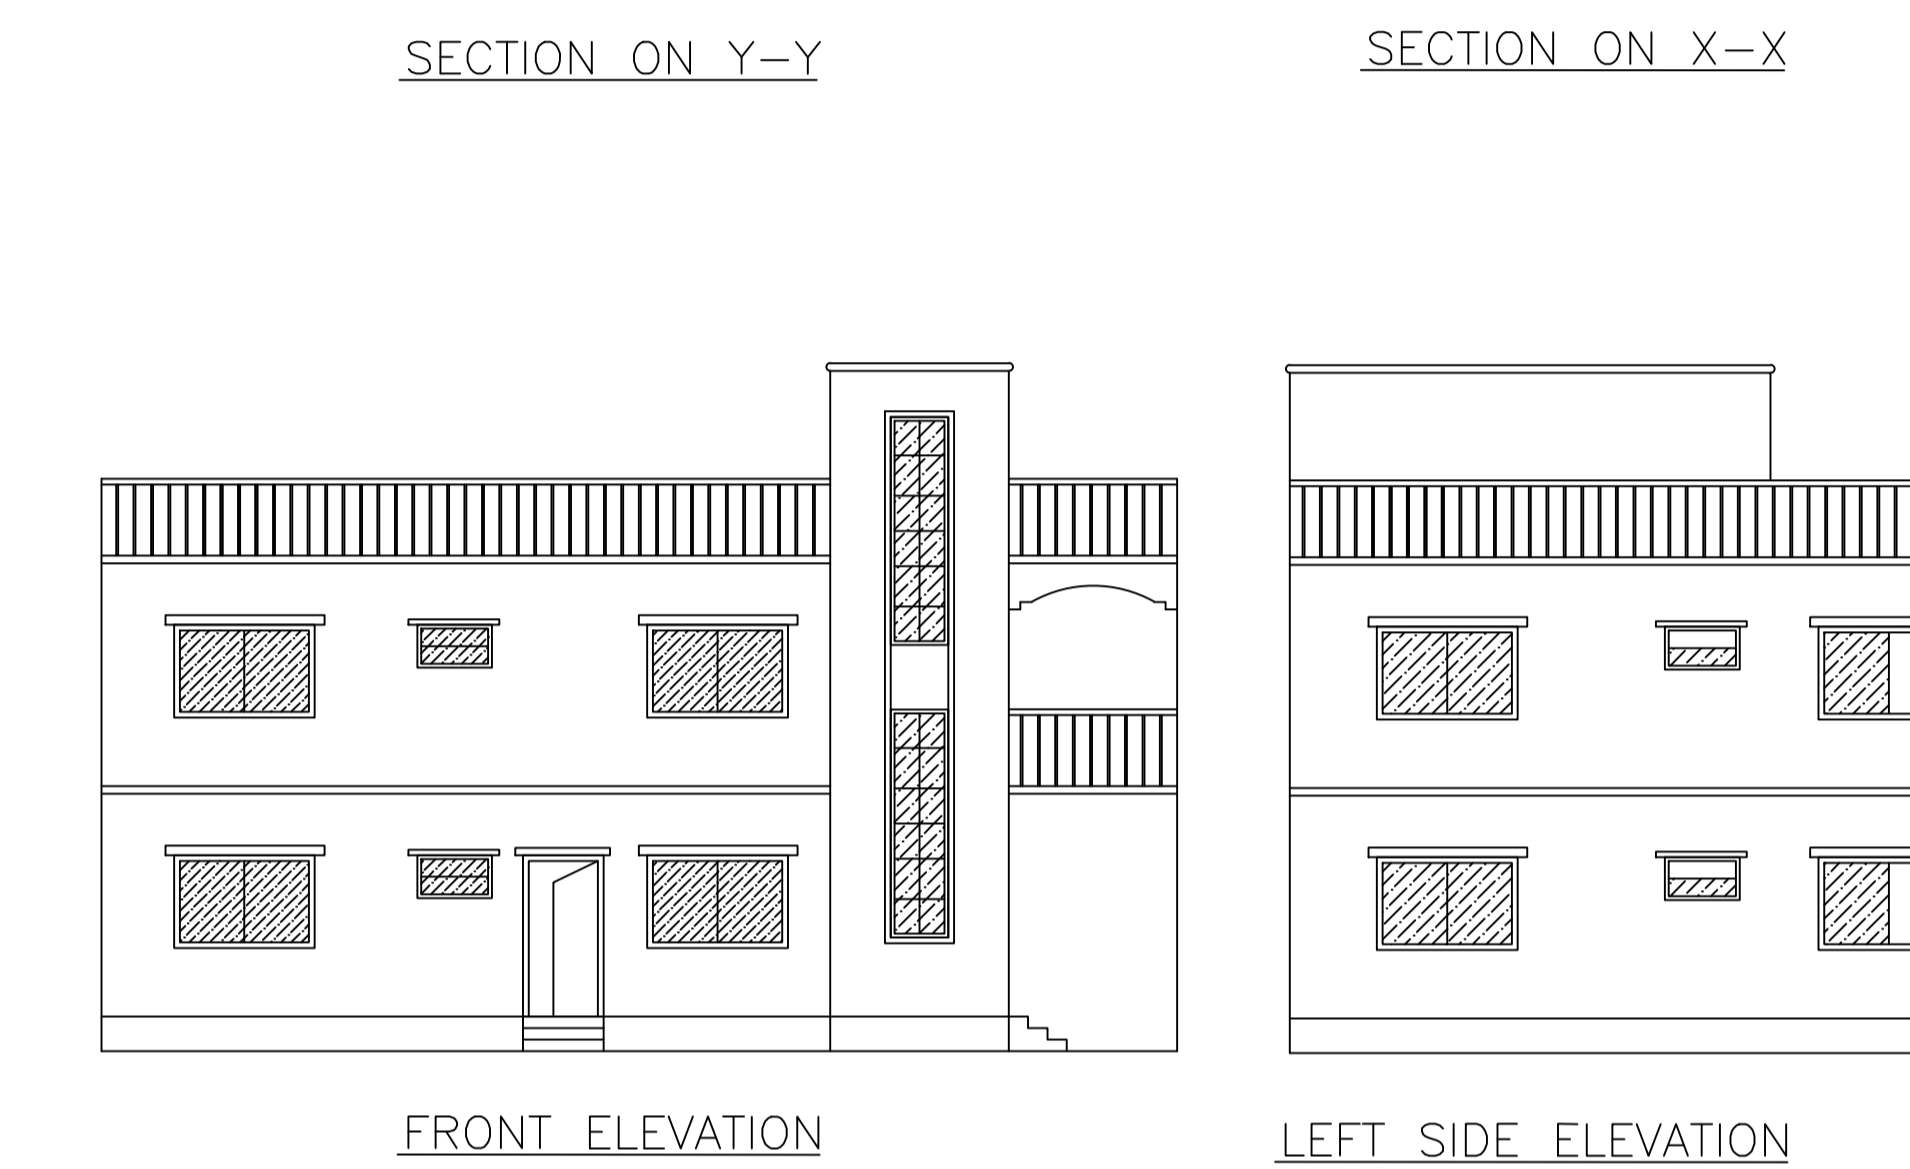 SECTION ON Y-Y
SECTION ON X-X
FRONT ELEVATION
LEFT SIDE ELEVATION